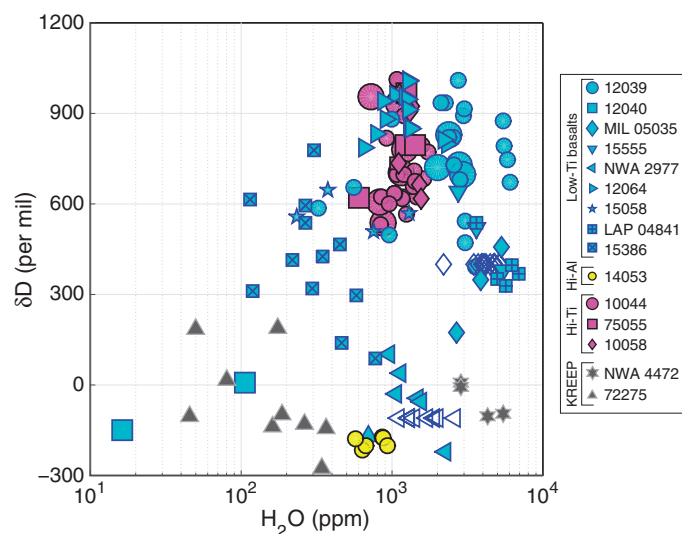 1200
900
600
300
0
−300
δD (per mil)
10¹ 10² 10³ 10⁴
H₂O (ppm)
Low-Ti basalts
12039
12040
MIL 05035
15555
NWA 2977
12064
15058
LAP 04841
15386
Hi-Al
14053
Hi-Ti
10044
75055
10058
KREEP
NWA 4472
72275